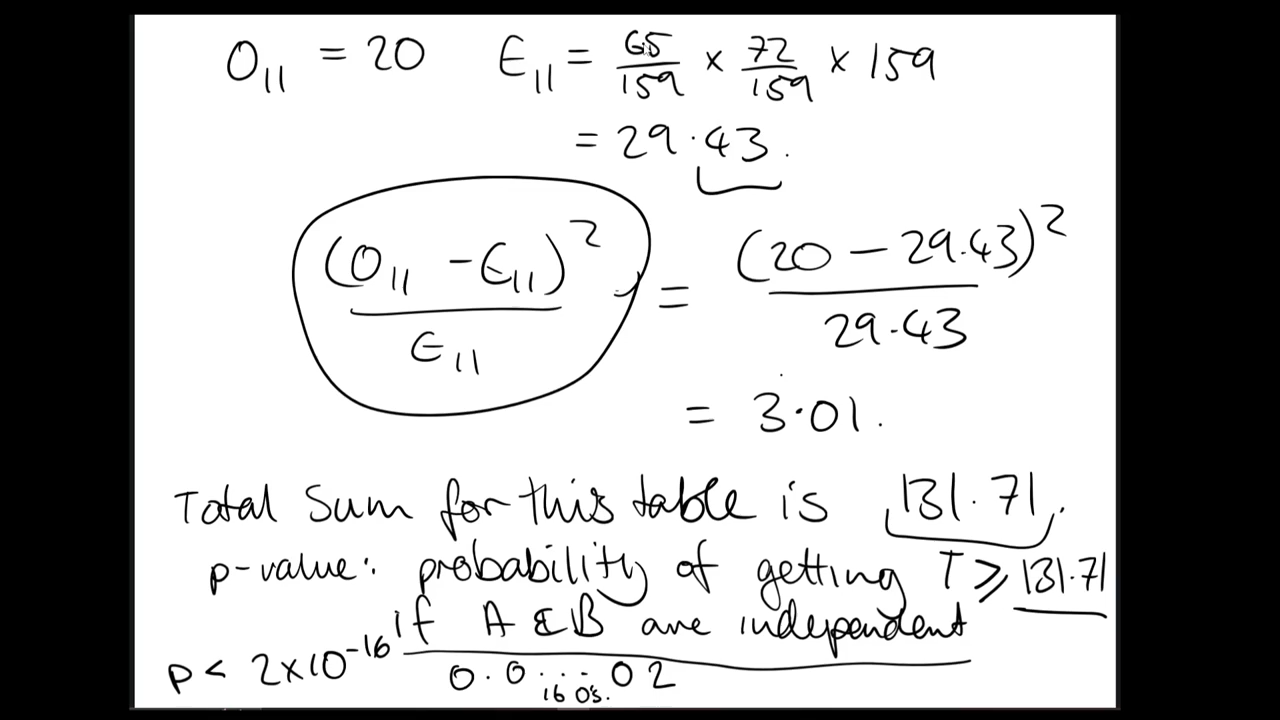 O₁₁ = 20 E₁₁ = 65/159 × 72/159 × 159
= 29.43.
(O₁₁ - E₁₁)²/E₁₁ = (20 - 29.43)²/29.43
= 3.01.
Total Sum for this table is 131.71.
p-value: probability of getting T ⩾ 131.71
if A & B are independent
p < 2×10⁻¹⁶ 0.0....02
16 0s.